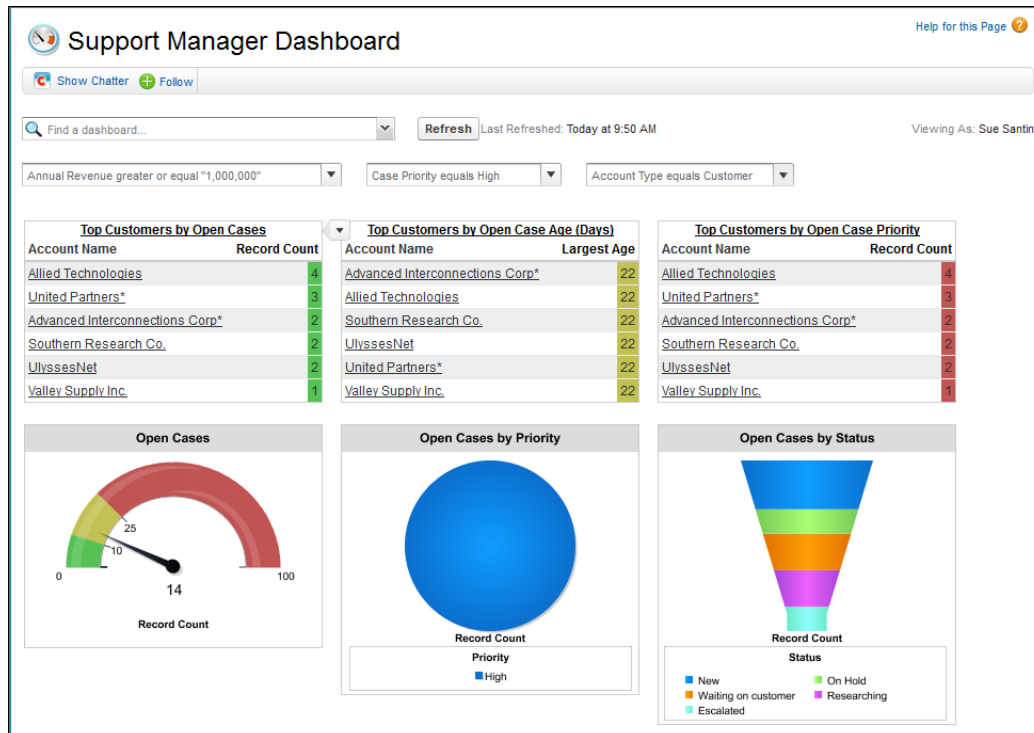 Help for this Page
Support Manager Dashboard
Show Chatter Follow
Find a dashboard... Refresh Last Refreshed: Today at 9:50 AM Viewing As: Sue Santin
Annual Revenue greater or equal "1,000,000" Case Priority equals High Account Type equals Customer
Top Customers by Open Cases
Account Name Record Count
Allied Technologies 4
United Partners* 3
Advanced Interconnections Corp* 2
Southern Research Co. 2
UlyssesNet 2
Valley Supply Inc. 1
Top Customers by Open Case Age (Days)
Account Name Largest Age
Advanced Interconnections Corp* 22
Allied Technologies 22
Southern Research Co. 22
UlyssesNet 22
United Partners* 22
Valley Supply Inc. 22
Top Customers by Open Case Priority
Account Name Record Count
Allied Technologies 4
United Partners* 3
Advanced Interconnections Corp* 2
Southern Research Co. 2
UlyssesNet 2
Valley Supply Inc. 1
Open Cases
25
10
0 100
14
Record Count
Open Cases by Priority
Record Count
Priority
High
Open Cases by Status
Record Count
Status
New On Hold
Waiting on customer Researching
Escalated